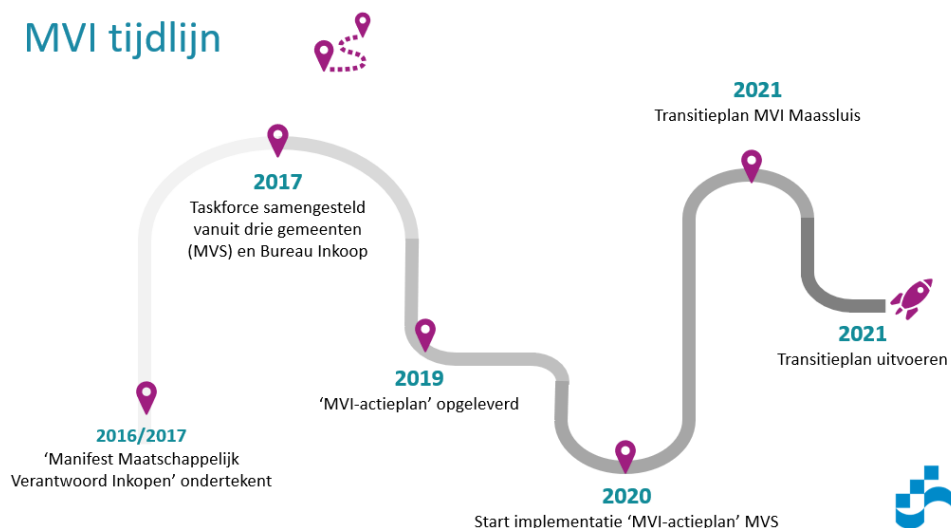 MVI tijdlijn
2016/2017
‘Manifest Maatschappelijk
Verantwoord Inkopen’ ondertekent
2017
Taskforce samengesteld
vanuit drie gemeenten
(MVS) en Bureau Inkoop
2019
‘MVI-actieplan’ opgeleverd
2020
Start implementatie ‘MVI-actieplan’ MVS
2021
Transitieplan MVI Maassluis
2021
Transitieplan uitvoeren